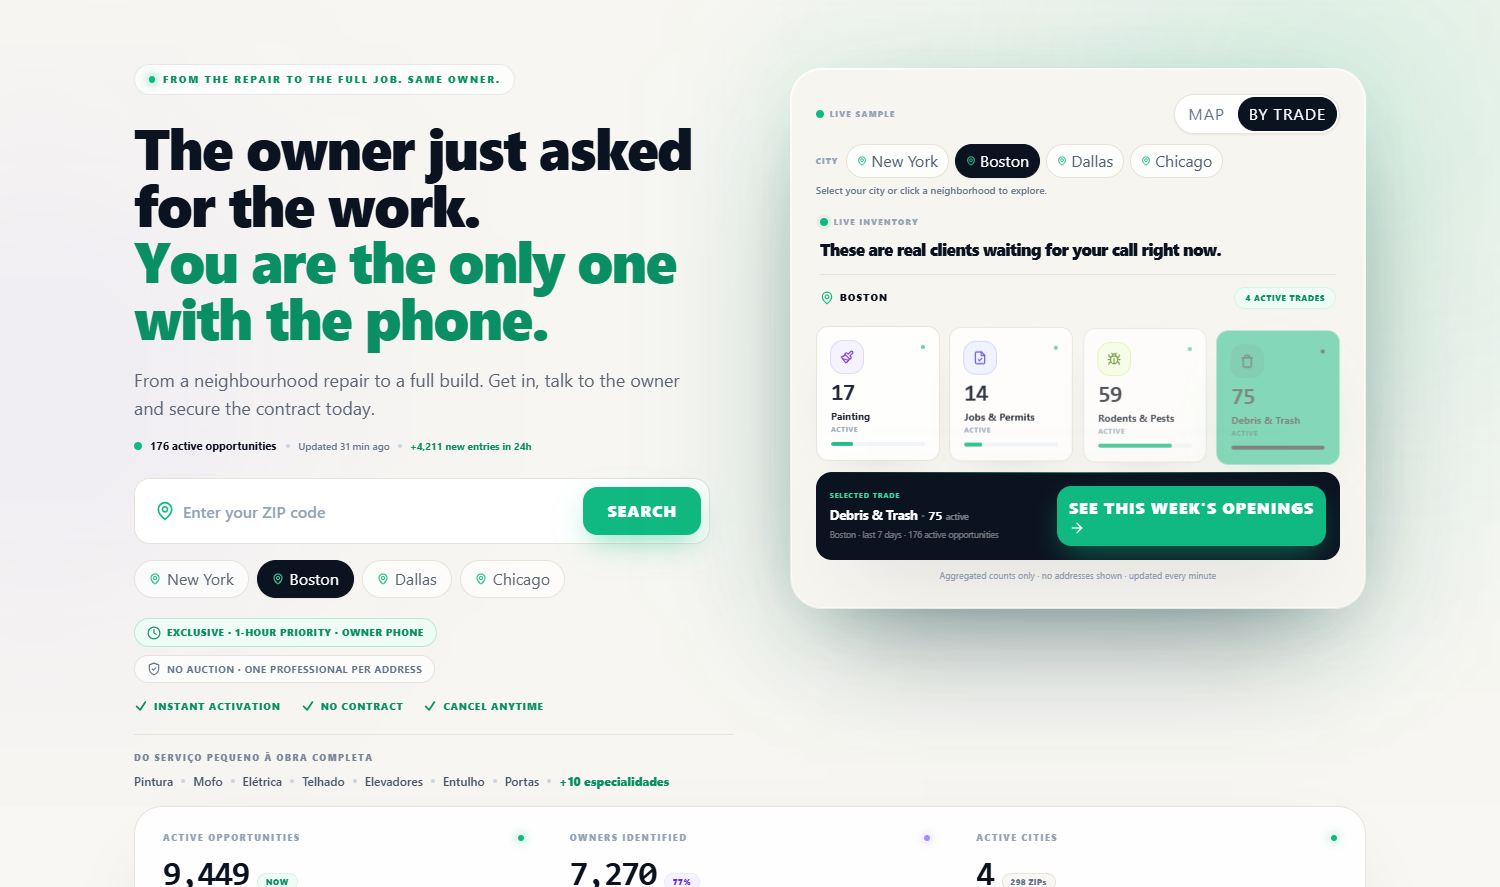 FROM THE REPAIR TO THE FULL JOB. SAME OWNER.
The owner just asked
for the work.
You are the only one
with the phone.
From a neighbourhood repair to a full build. Get in, talk to the owner
and secure the contract today.
176 active opportunities • Updated 31 min ago • +4,211 new entries in 24h
Enter your ZIP code
SEARCH
New York
Boston
Dallas
Chicago
EXCLUSIVE · 1-HOUR PRIORITY · OWNER PHONE
NO AUCTION · ONE PROFESSIONAL PER ADDRESS
INSTANT ACTIVATION
NO CONTRACT
CANCEL ANYTIME
DO SERVIÇO PEQUENO À OBRA COMPLETA
Pintura • Mofo • Elétrica • Telhado • Elevadores • Entulho • Portas • +10 especialidades
LIVE SAMPLE
MAP
BY TRADE
CITY
New York
Boston
Dallas
Chicago
Select your city or click a neighborhood to explore.
LIVE INVENTORY
These are real clients waiting for your call right now.
BOSTON
4 ACTIVE TRADES
17
Painting
ACTIVE
14
Jobs & Permits
ACTIVE
59
Rodents & Pests
ACTIVE
75
Debris & Trash
ACTIVE
SELECTED TRADE
Debris & Trash · 75 active
Boston · last 7 days · 176 active opportunities
SEE THIS WEEK'S OPENINGS
→
Aggregated counts only · no addresses shown · updated every minute
ACTIVE OPPORTUNITIES
9,449 NOW
OWNERS IDENTIFIED
7,270 77%
ACTIVE CITIES
4 298 ZIPs